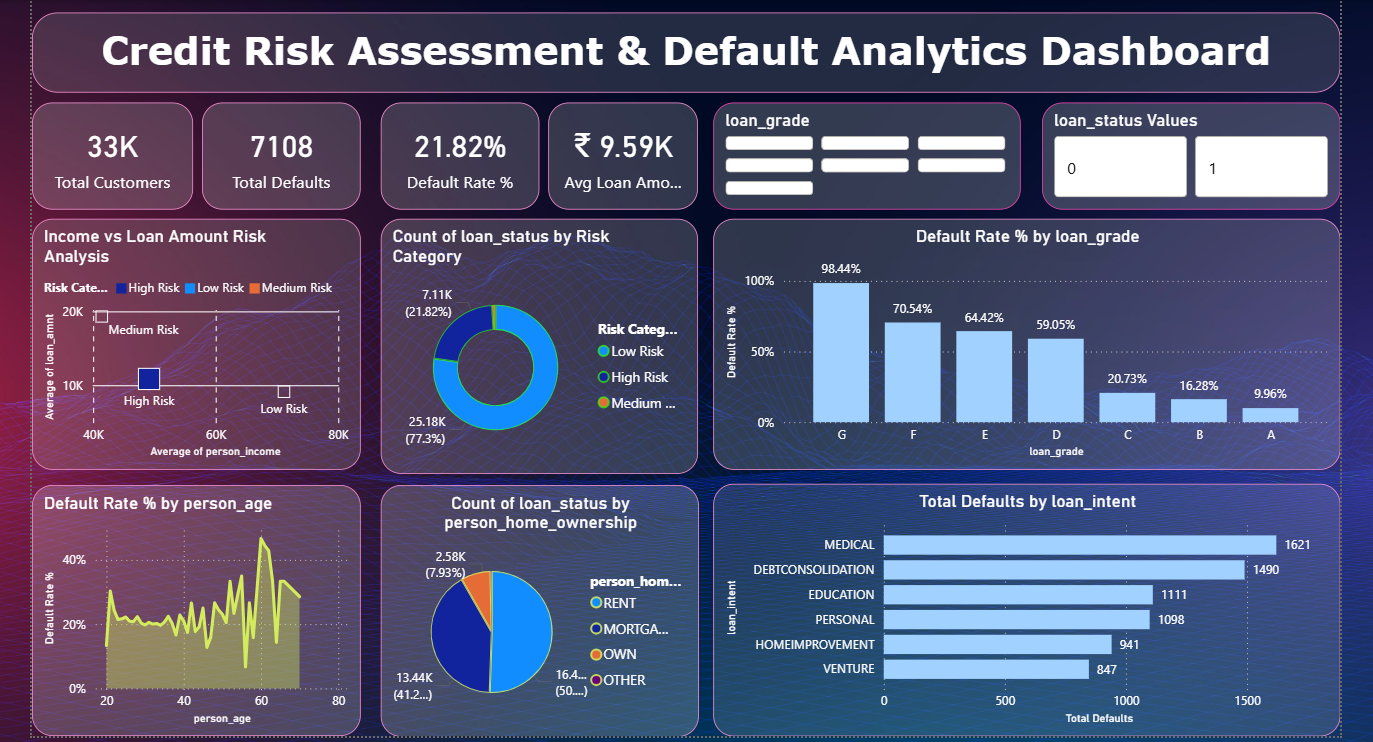 Credit Risk Assessment & Default Analytics Dashboard
33K
Total Customers
7108
Total Defaults
21.82%
Default Rate %
₹ 9.59K
Avg Loan Amo...
loan_grade
loan_status Values
0
1
Income vs Loan Amount Risk
Analysis
Risk Cate...
High Risk
Low Risk
Medium Risk
Average of loan_amnt
20K
10K
Medium Risk
High Risk
Low Risk
40K
60K
80K
Average of person_income
Count of loan_status by Risk
Category
7.11K
(21.82%)
25.18K
(77.3%)
Risk Categ...
Low Risk
High Risk
Medium ...
Default Rate % by loan_grade
Default Rate %
100%
50%
0%
98.44%
70.54%
64.42%
59.05%
20.73%
16.28%
9.96%
G
F
E
D
C
B
A
loan_grade
Default Rate % by person_age
Default Rate %
40%
20%
0%
20
40
60
80
person_age
Count of loan_status by
person_home_ownership
2.58K
(7.93%)
13.44K
(41.2...)
16.4...
(50....)
person_hom...
RENT
MORTGA...
OWN
OTHER
Total Defaults by loan_intent
loan_intent
MEDICAL 1621
DEBTCONSOLIDATION 1490
EDUCATION 1111
PERSONAL 1098
HOMEIMPROVEMENT 941
VENTURE 847
0
500
1000
1500
Total Defaults